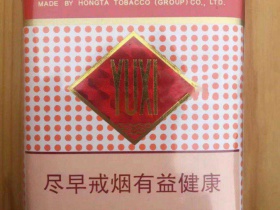 MADE BY HONGTA TOBACCO (GROUP) CO., LTD.
YUXI
尽早戒烟有益健康